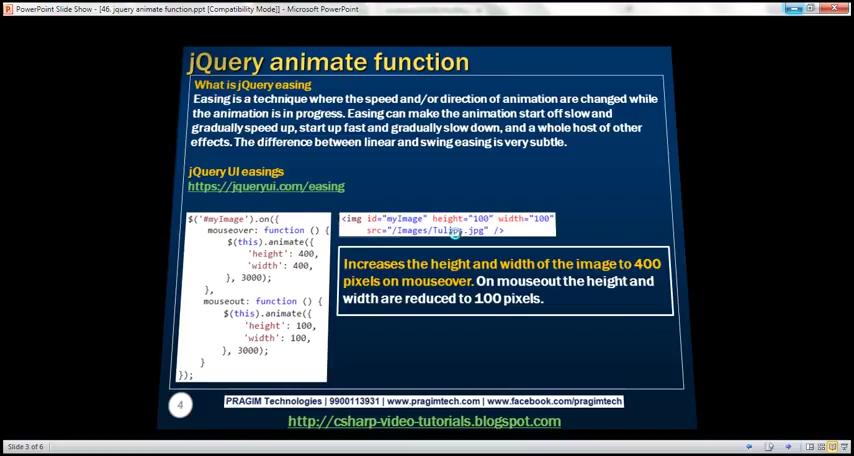 PowerPoint Slide Show - [46. jquery animate function.ppt [Compatibility Mode]] - Microsoft PowerPoint
jQuery animate function
What is jQuery easing
Easing is a technique where the speed and/or direction of animation are changed while
the animation is in progress. Easing can make the animation start off slow and
gradually speed up, start up fast and gradually slow down, and a whole host of other
effects. The difference between linear and swing easing is very subtle.
jQuery UI easings
https://jqueryui.com/easing
$('#myImage').on({
mouseover: function () {
$(this).animate({
'height': 400,
'width': 400,
}, 3000);
},
mouseout: function () {
$(this).animate({
'height': 100,
'width': 100,
}, 3000);
}
});
<img id="myImage" height="100" width="100"
src="/Images/Tulips.jpg" />
Increases the height and width of the image to 400
pixels on mouseover. On mouseout the height and
width are reduced to 100 pixels.
4
PRAGIM Technologies | 9900113931 | www.pragimtech.com | www.facebook.com/pragimtech
http://csharp-video-tutorials.blogspot.com
Slide 3 of 6